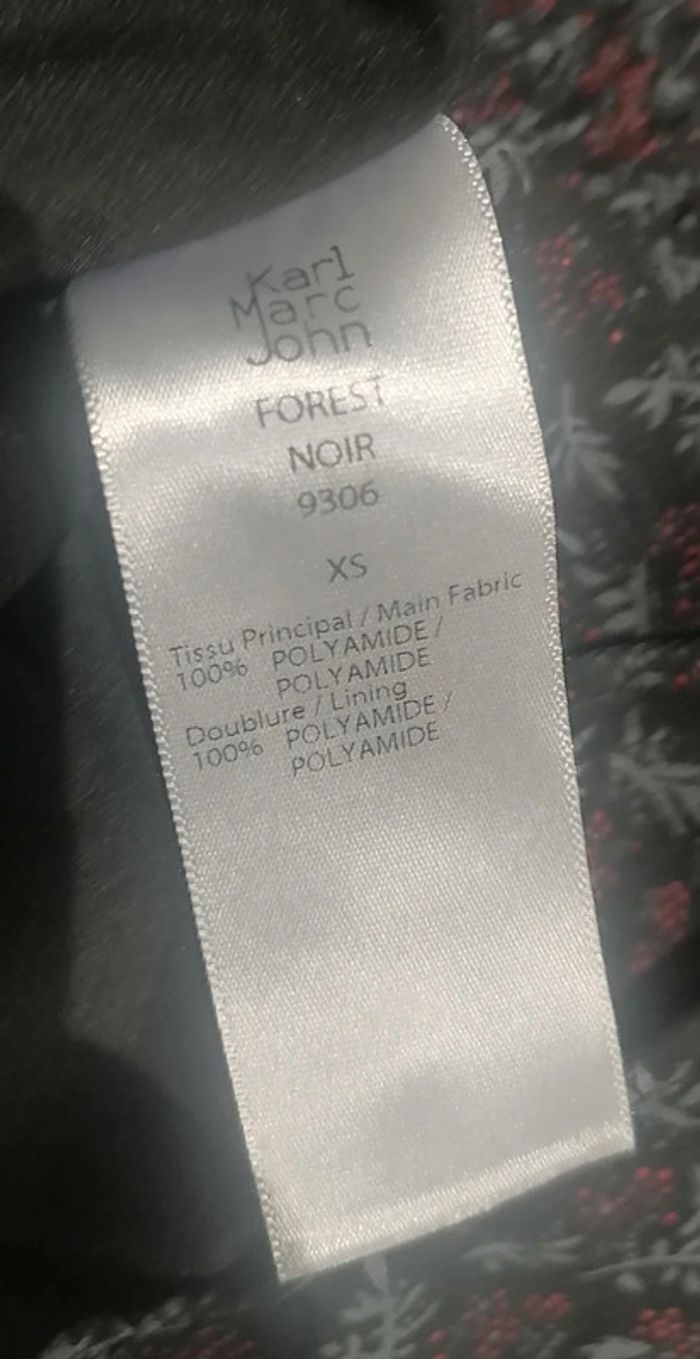 Karl
Marc
John
FOREST
NOIR
9306
XS
Tissu Principal / Main Fabric
100% POLYAMIDE /
POLYAMIDE
Doublure / Lining
100% POLYAMIDE /
POLYAMIDE